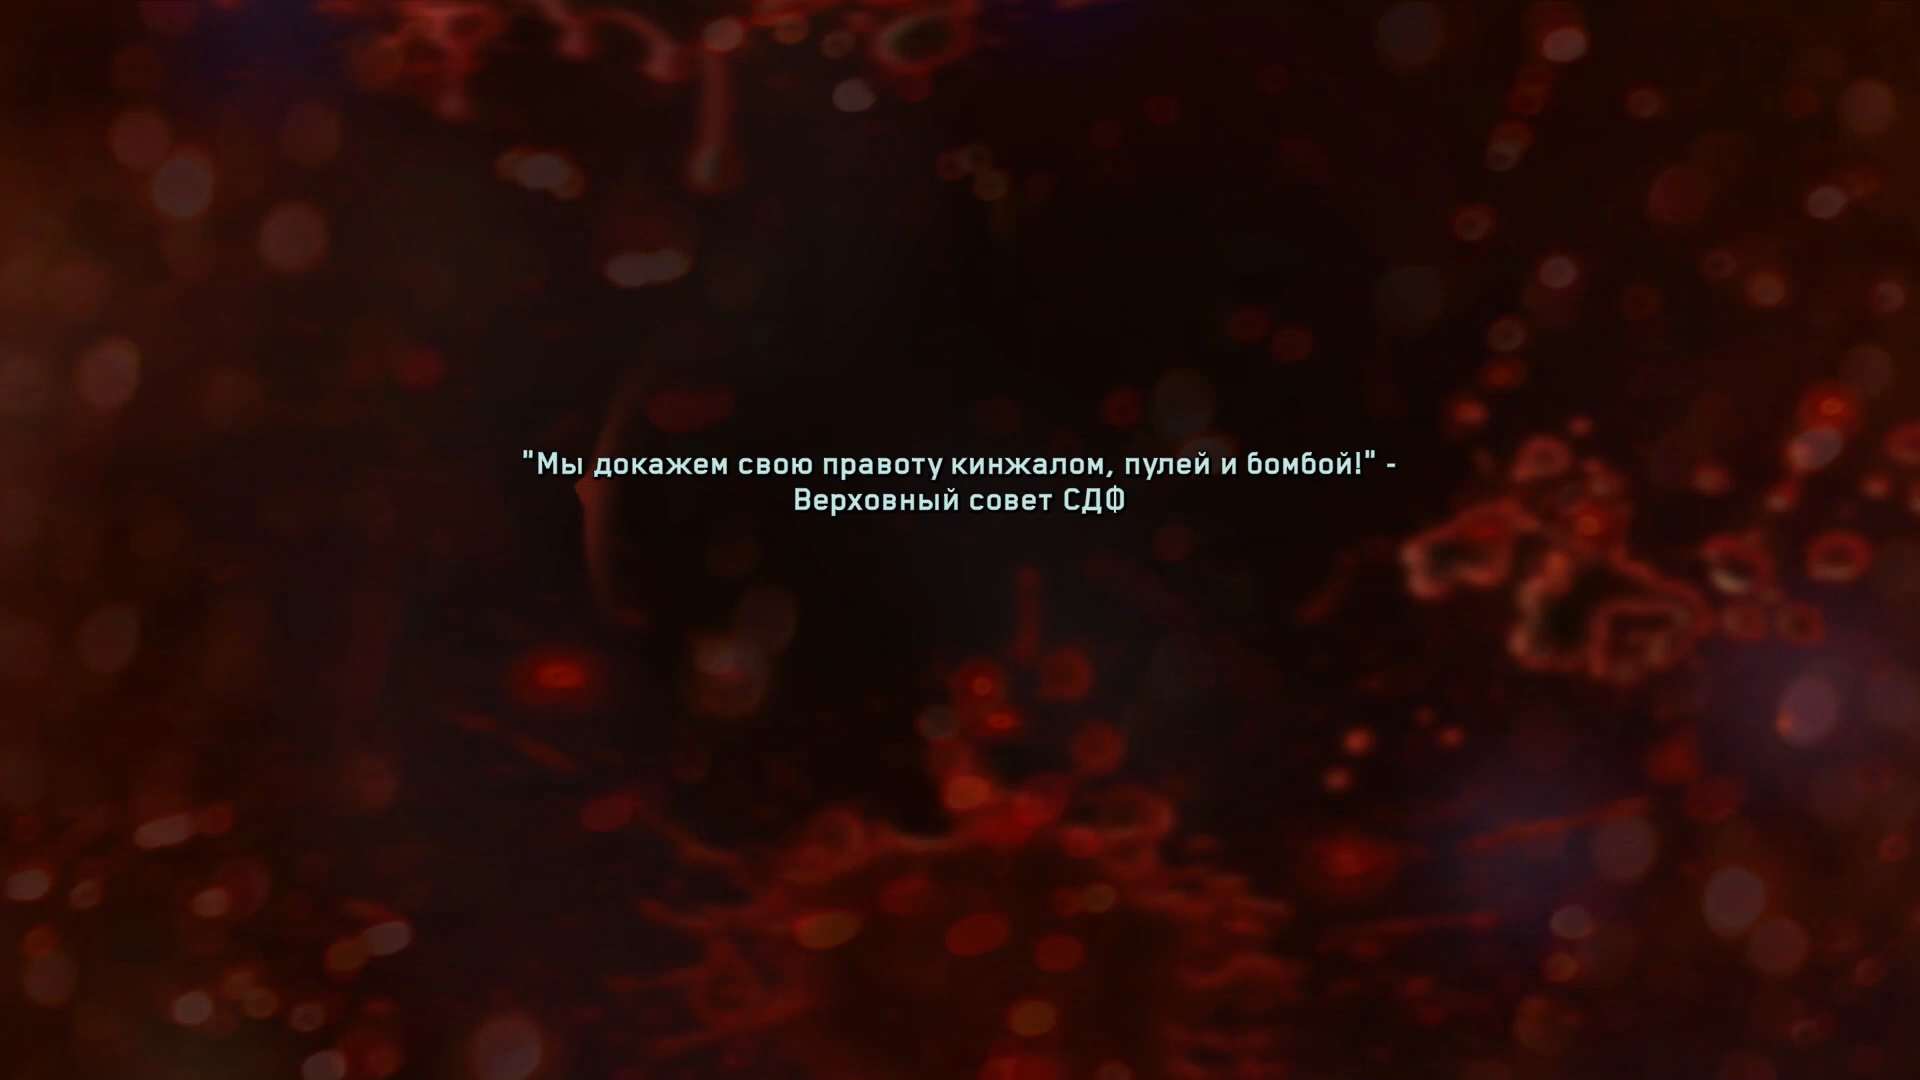 "Мы докажем свою правоту кинжалом, пулей и бомбой!" -
Верховный совет СДФ